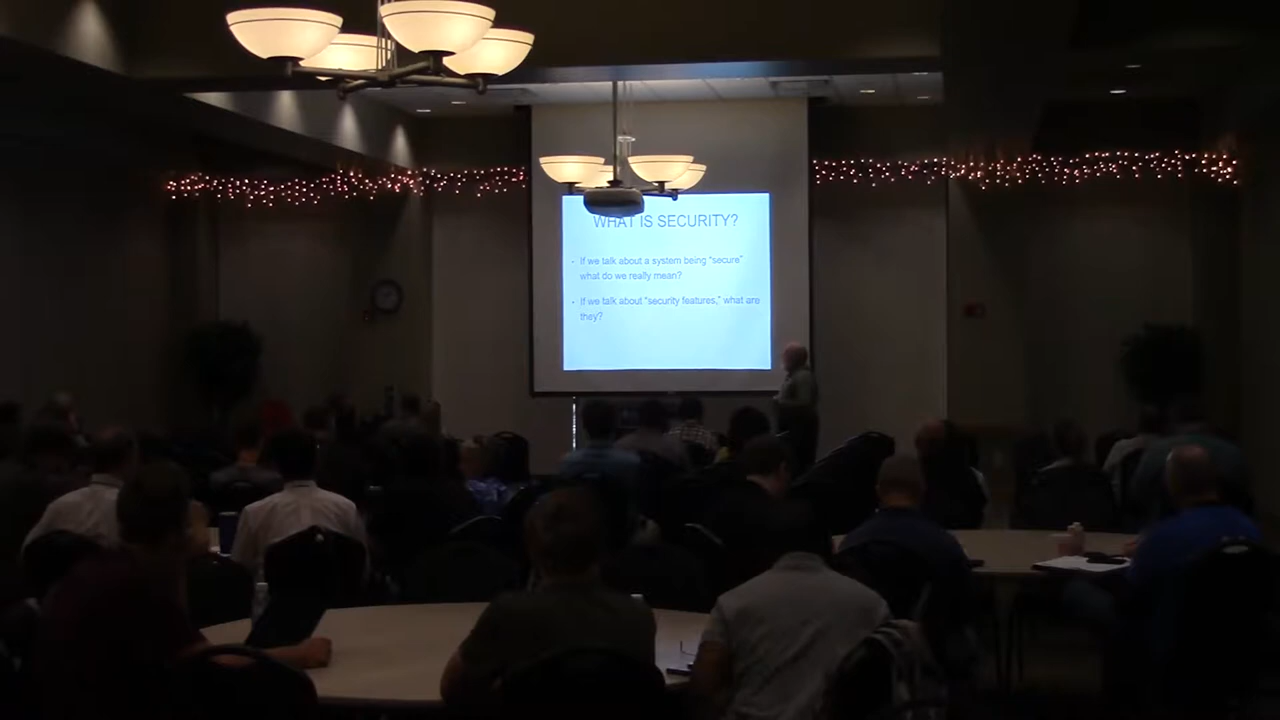 WHAT IS SECURITY?
- If we talk about a system being "secure"
what do we really mean?
- If we talk about "security features," what are
they?